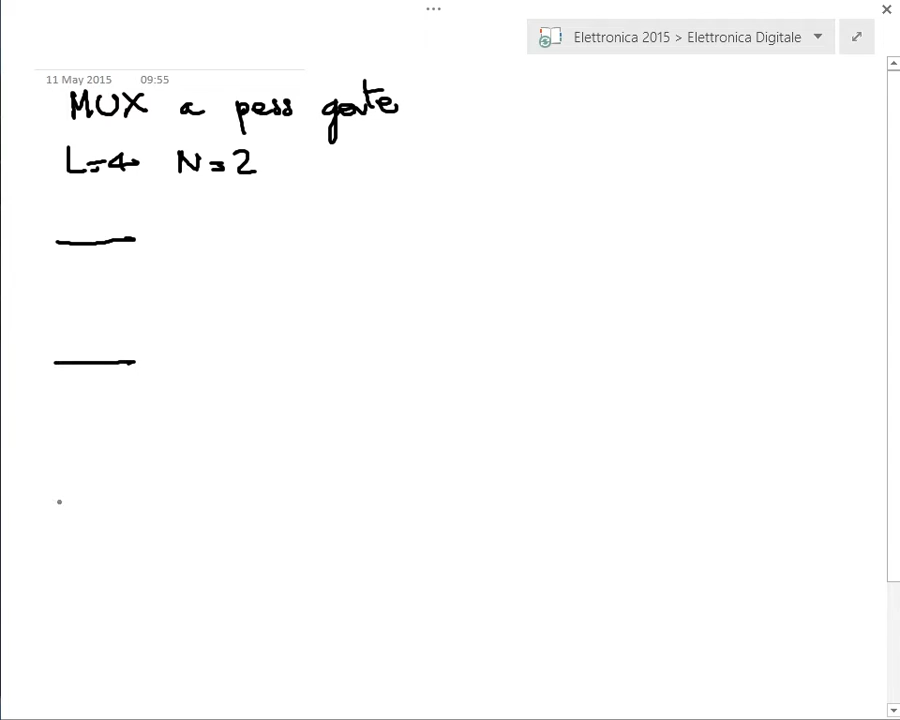 Elettronica 2015 > Elettronica Digitale
11 May 2015 09:55
MUX a pass gate
L=4 N=2